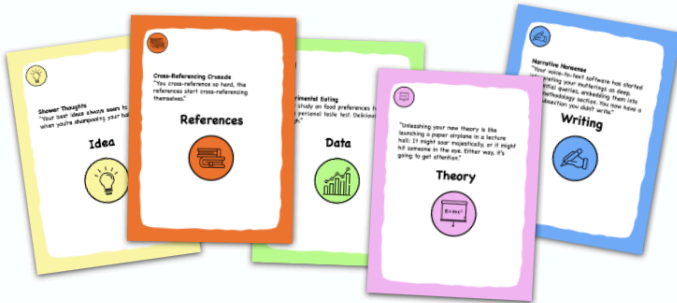 Shower Thoughts
"Your best ideas always seem to
when you're shampooing your ha
Idea
Cross-Referencing Crusade
"You cross-reference so hard, the
references start cross-referencing
themselves."
References
rimental Eating
study on food preferences t
personal taste test. Delicious
Data
"Unleashing your new theory is like
launching a paper airplane in a lecture
hall: It might soar majestically, or it might
hit someone in the eye. Either way, it's
going to get attention."
Theory
E=mc²
Narrative Nonsense
"Your voice-to-text software has started
interpreting your mutterings as deep,
existential queries, embedding them into
methodology section. You now have a
subsection you didn't write."
Writing